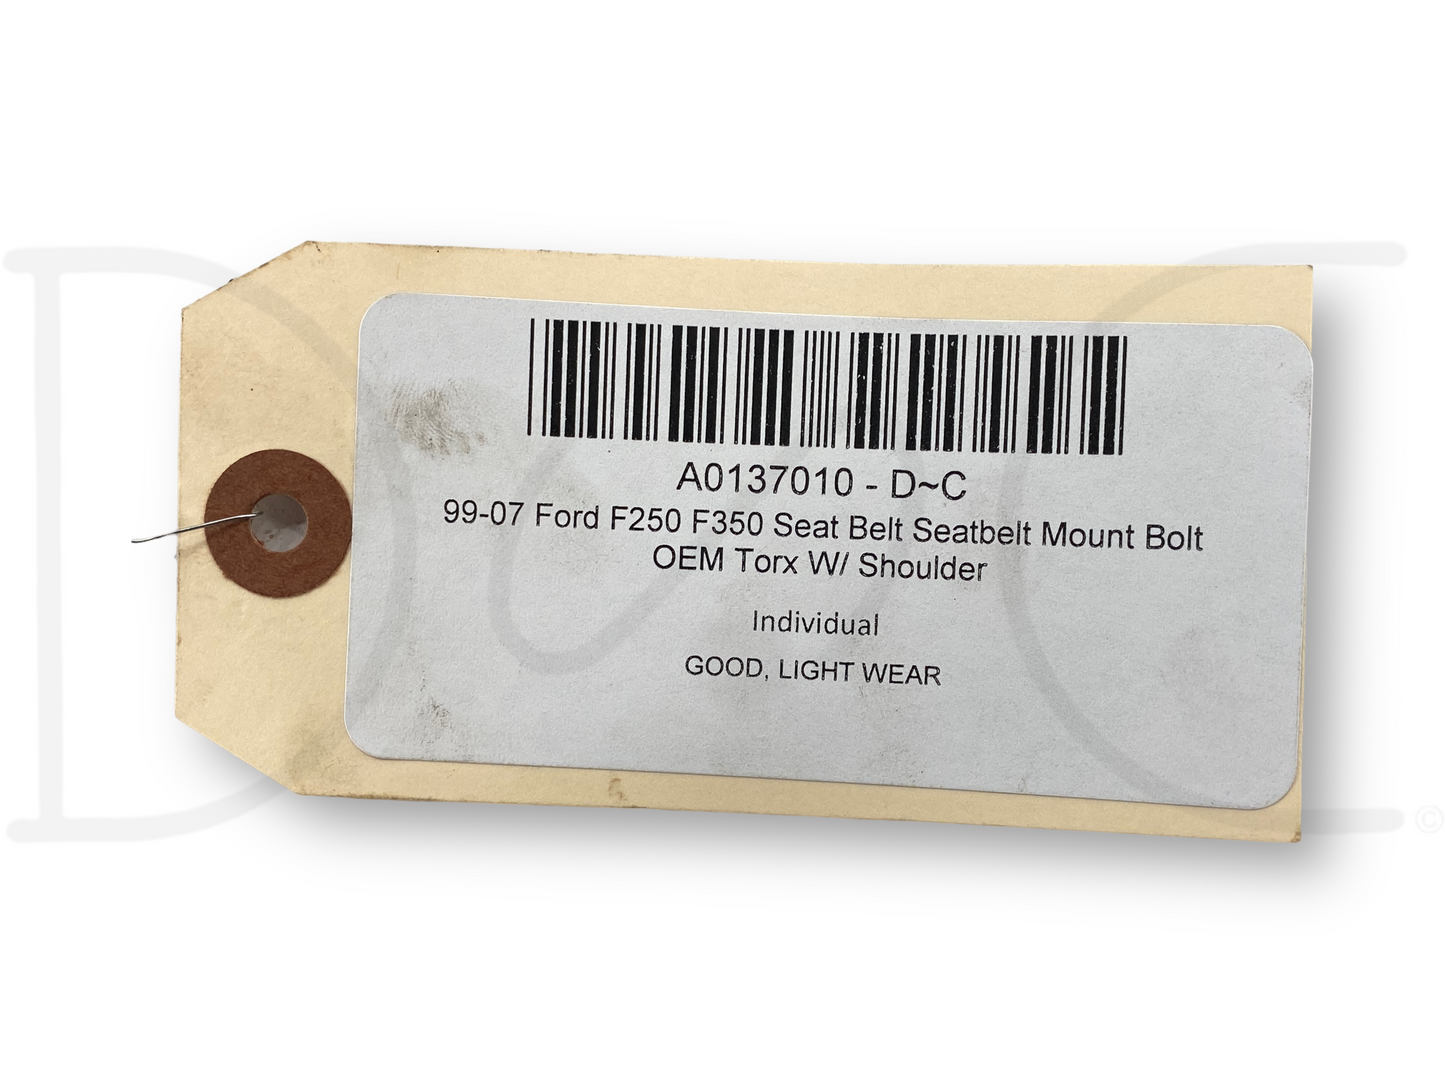 A0137010 - D~C
99-07 Ford F250 F350 Seat Belt Seatbelt Mount Bolt
OEM Torx W/ Shoulder
Individual
GOOD, LIGHT WEAR
D~C
©